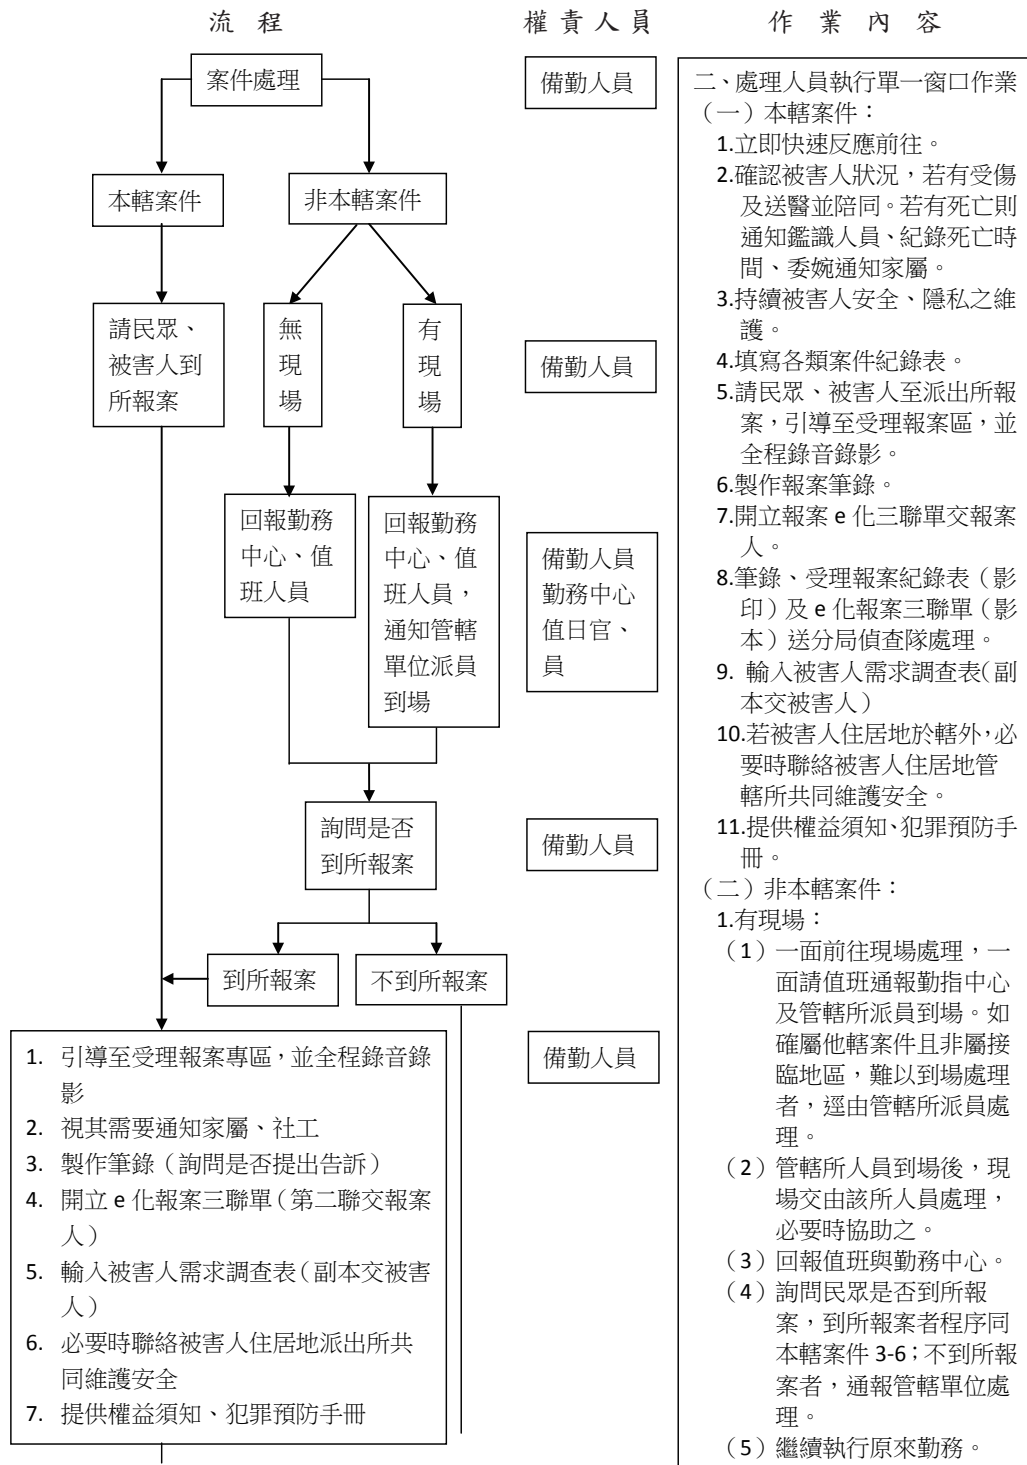 流程
權責人員
作業內容
案件處理
本轄案件
非本轄案件
請民眾、
被害人到
所報案
無
現
場
有
現
場
回報勤務
中心、值
班人員
回報勤務
中心、值
班人員，
通知管轄
單位派員
到場
詢問是否
到所報案
到所報案
不到所報案
1. 引導至受理報案專區，並全程錄音錄
影
2. 視其需要通知家屬、社工
3. 製作筆錄（詢問是否提出告訴）
4. 開立 e 化報案三聯單（第二聯交報案
人）
5. 輸入被害人需求調查表（副本交被害
人）
6. 必要時聯絡被害人住居地派出所共
同維護安全
7. 提供權益須知、犯罪預防手冊
備勤人員
備勤人員
備勤人員
勤務中心
值日官、
員
備勤人員
備勤人員
二、處理人員執行單一窗口作業
（一）本轄案件：
1.立即快速反應前往。
2.確認被害人狀況，若有受傷
及送醫並陪同。若有死亡則
通知鑑識人員、紀錄死亡時
間、委婉通知家屬。
3.持續被害人安全、隱私之維
護。
4.填寫各類案件紀錄表。
5.請民眾、被害人至派出所報
案，引導至受理報案區，並
全程錄音錄影。
6.製作報案筆錄。
7.開立報案 e 化三聯單交報案
人。
8.筆錄、受理報案紀錄表（影
印）及 e 化報案三聯單（影
本）送分局偵查隊處理。
9. 輸入被害人需求調查表（副
本交被害人）
10.若被害人住居地於轄外，必
要時聯絡被害人住居地管
轄所共同維護安全。
11.提供權益須知、犯罪預防手
冊。
（二）非本轄案件：
1.有現場：
（1）一面前往現場處理，一
面請值班通報勤指中心
及管轄所派員到場。如
確屬他轄案件且非屬接
臨地區，難以到場處理
者，逕由管轄所派員處
理。
（2）管轄所人員到場後，現
場交由該所人員處理，
必要時協助之。
（3）回報值班與勤務中心。
（4）詢問民眾是否到所報
案，到所報案者程序同
本轄案件 3-6；不到所報
案者，通報管轄單位處
理。
（5）繼續執行原來勤務。